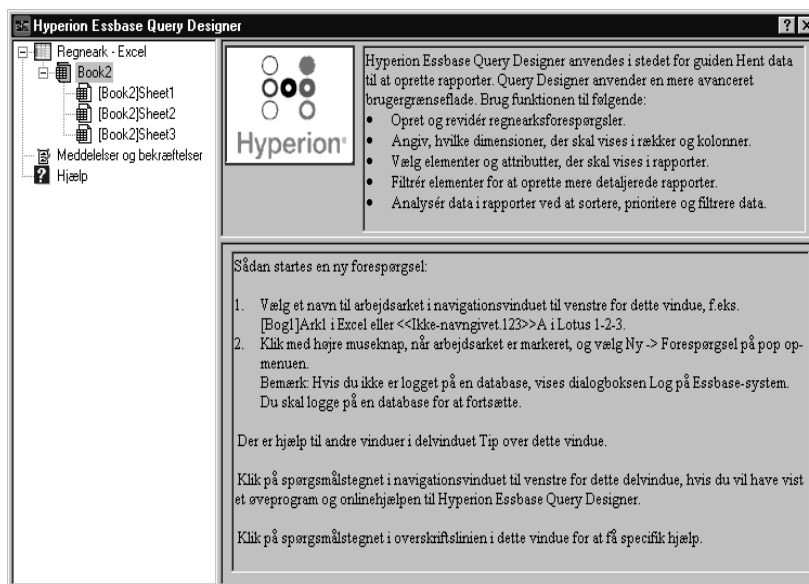 Hyperion Essbase Query Designer
Regneark - Excel
Book2
[Book2]Sheet1
[Book2]Sheet2
[Book2]Sheet3
Meddelelser og bekræftelser
Hjælp
Hyperion
Hyperion Essbase Query Designer anvendes i stedet for guiden Hent data
til at oprette rapporter. Query Designer anvender en mere avanceret
brugergrænseflade. Brug funktionen til følgende:
• Opret og revidér regnearksforespørgsler.
• Angiv, hvilke dimensioner, der skal vises i rækker og kolonner.
• Vælg elementer og attributter, der skal vises i rapporter.
• Filtrér elementer for at oprette mere detaljerede rapporter.
• Analysér data i rapporter ved at sortere, prioritere og filtrere data.
Sådan startes en ny forespørgsel:
1. Vælg et navn til arbejdsarket i navigationsvinduet til venstre for dette vindue, f.eks.
[Bog1]Ark1 i Excel eller <<Ikke-navngivet.123>>A i Lotus 1-2-3.
2. Klik med højre museknap, når arbejdsarket er markeret, og vælg Ny -> Forespørgsel på pop op-
menuen.
Bemærk: Hvis du ikke er logget på en database, vises dialogboksen Log på Essbase-system.
Du skal logge på en database for at fortsætte.
Der er hjælp til andre vinduer i delvinduet Tip over dette vindue.
Klik på spørgsmålstegnet i navigationsvinduet til venstre for dette delvindue, hvis du vil have vist
et øveprogram og onlinehjælpen til Hyperion Essbase Query Designer.
Klik på spørgsmålstegnet i overskriftslinien i dette vindue for at få specifik hjælp.